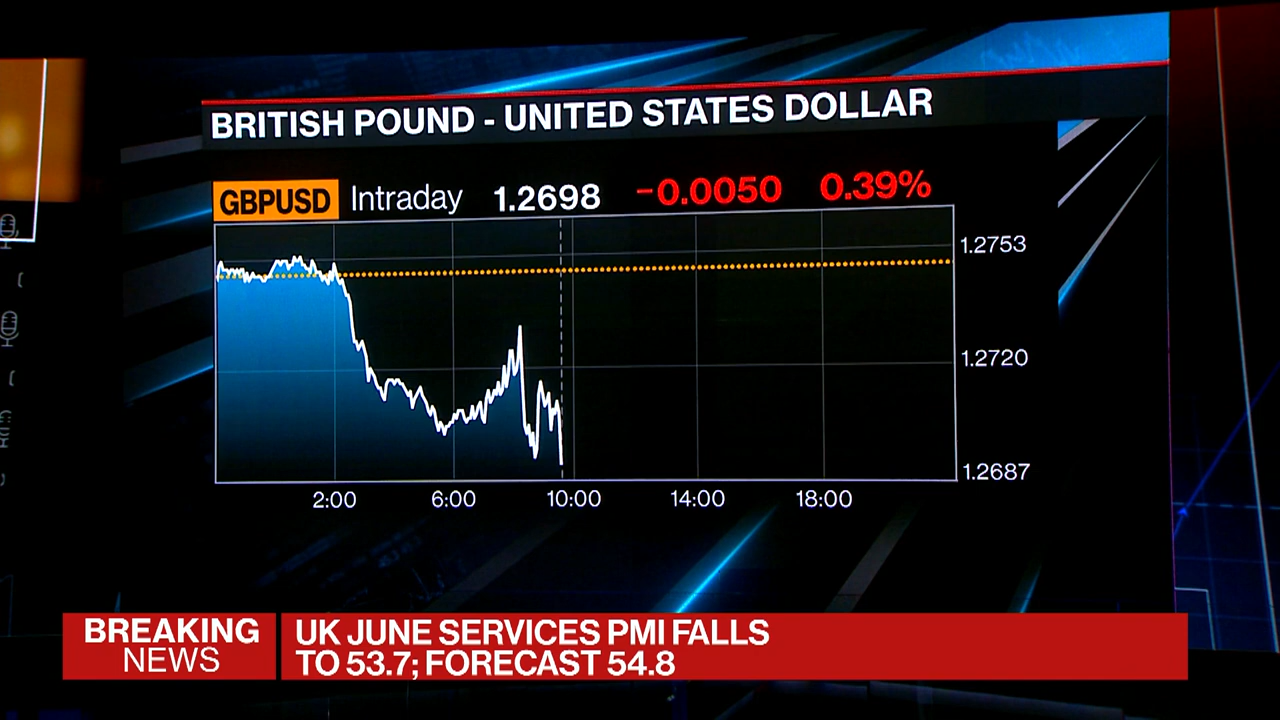 BRITISH POUND - UNITED STATES DOLLAR
GBPUSD Intraday 1.2698 -0.0050 0.39%
1.2753
1.2720
1.2687
2:00 6:00 10:00 14:00 18:00
BREAKING
NEWS
UK JUNE SERVICES PMI FALLS
TO 53.7; FORECAST 54.8